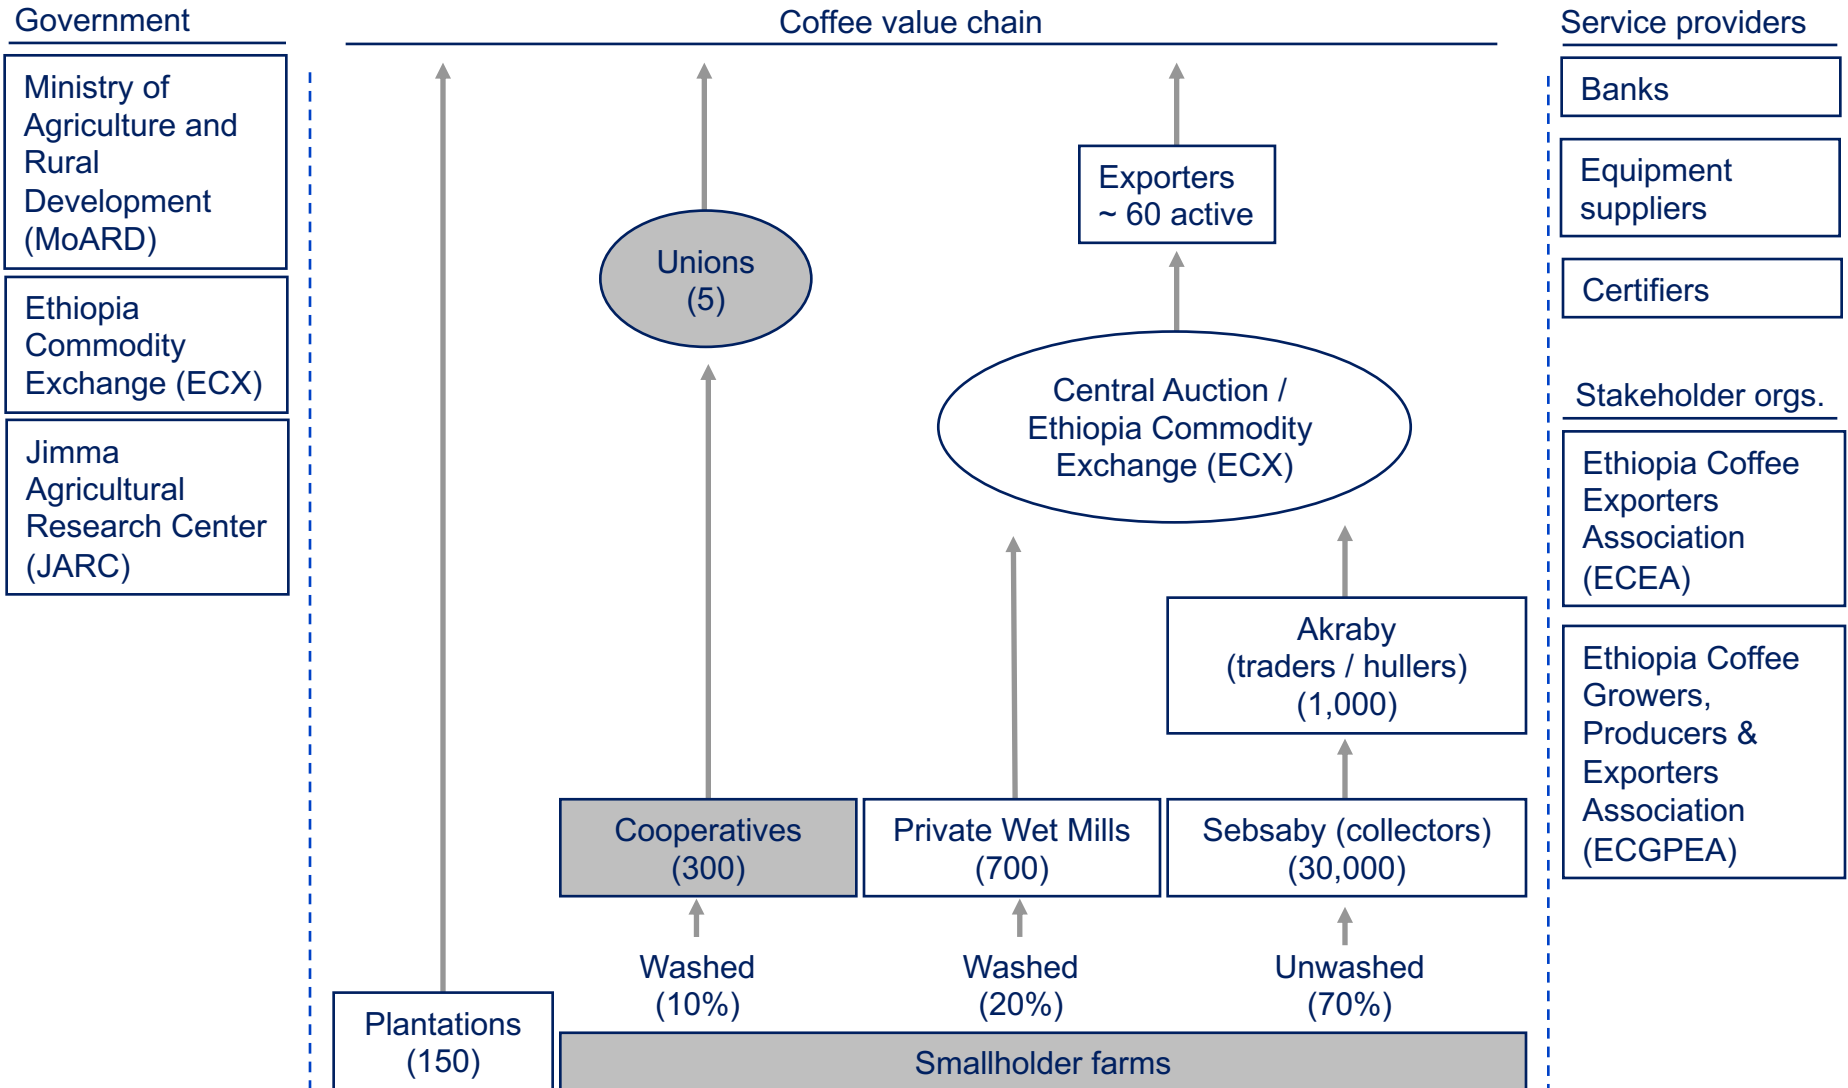 Government
Ministry of
Agriculture and
Rural
Development
(MoARD)
Ethiopia
Commodity
Exchange (ECX)
Jimma
Agricultural
Research Center
(JARC)
Coffee value chain
Exporters
~ 60 active
Unions
(5)
Central Auction /
Ethiopia Commodity
Exchange (ECX)
Akraby
(traders / hullers)
(1,000)
Cooperatives
(300)
Private Wet Mills
(700)
Sebsaby (collectors)
(30,000)
Washed
(10%)
Washed
(20%)
Unwashed
(70%)
Plantations
(150)
Smallholder farms
Service providers
Banks
Equipment
suppliers
Certifiers
Stakeholder orgs.
Ethiopia Coffee
Exporters
Association
(ECEA)
Ethiopia Coffee
Growers,
Producers &
Exporters
Association
(ECGPEA)